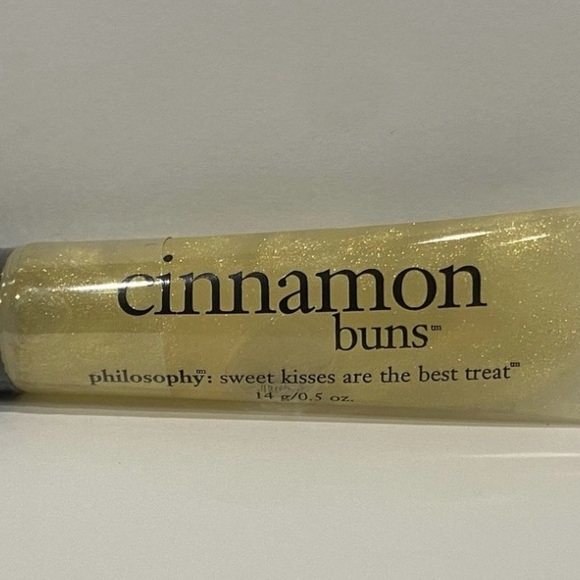 cinnamon
buns™
philosophy™: sweet kisses are the best treat™
14 g/0.5 oz.